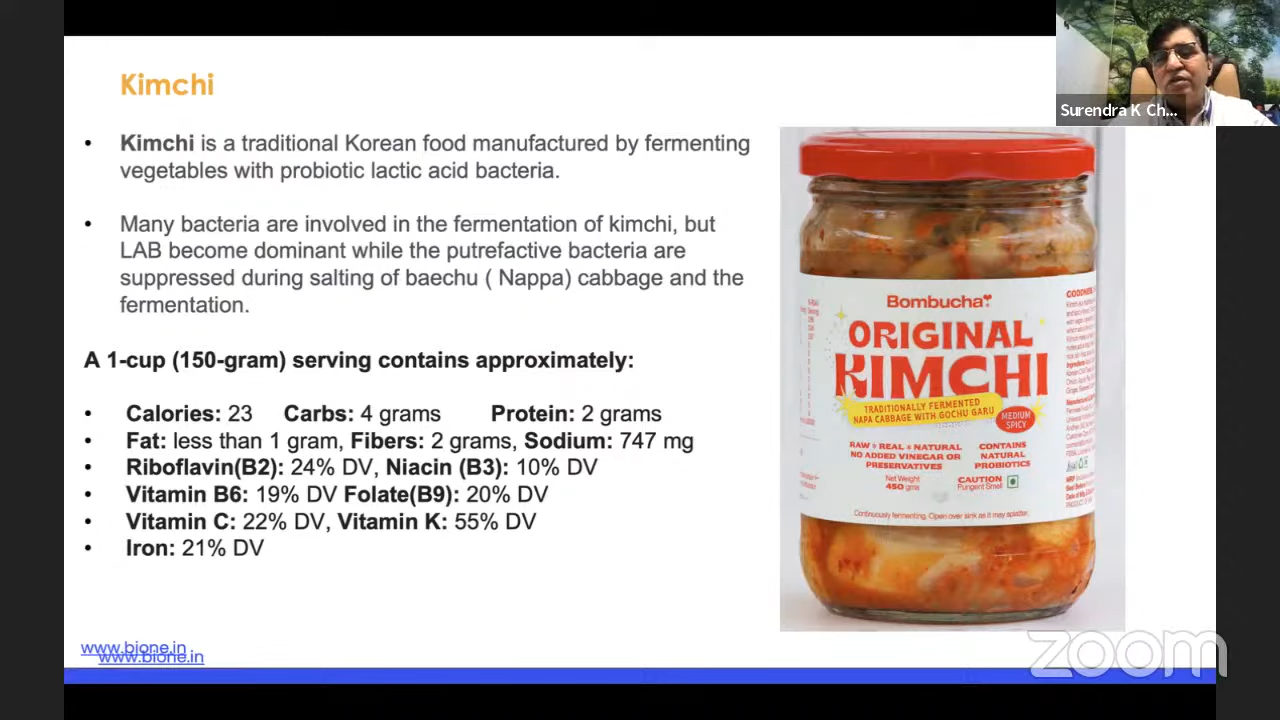 Kimchi
Surendra K Ch...
• Kimchi is a traditional Korean food manufactured by fermenting
vegetables with probiotic lactic acid bacteria.
• Many bacteria are involved in the fermentation of kimchi, but
LAB become dominant while the putrefactive bacteria are
suppressed during salting of baechu ( Nappa) cabbage and the
fermentation.
A 1-cup (150-gram) serving contains approximately:
• Calories: 23 Carbs: 4 grams Protein: 2 grams
• Fat: less than 1 gram, Fibers: 2 grams, Sodium: 747 mg
• Riboflavin(B2): 24% DV, Niacin (B3): 10% DV
• Vitamin B6: 19% DV Folate(B9): 20% DV
• Vitamin C: 22% DV, Vitamin K: 55% DV
• Iron: 21% DV
Bombucha
ORIGINAL
KIMCHI
TRADITIONALLY FERMENTED
NAPA CABBAGE WITH GOCHU GARU
MEDIUM
SPICY
RAW * REAL * NATURAL
NO ADDED VINEGAR OR
PRESERVATIVES
CONTAINS
NATURAL
PROBIOTICS
Net Weight
450 gms
CAUTION
Pungent Smell
Continuously fermenting. Open over sink as it may splatter.
www.bione.in
www.bione.in
zoom